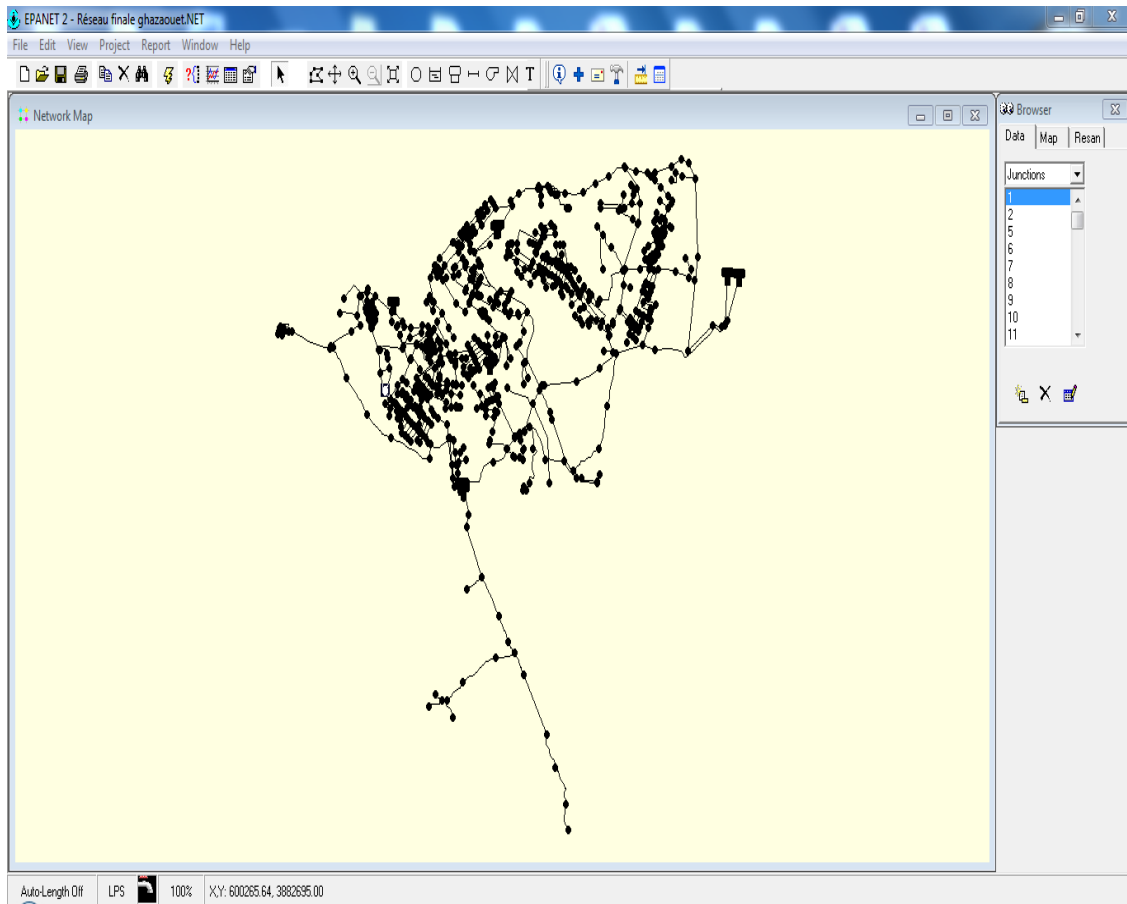 EPANET 2 - Réseau finale ghazaouet.NET
File Edit View Project Report Window Help
T
Network Map
Browser
Data Map Resan
Junctions
1
2
5
6
7
8
9
10
11
Auto-Length Off LPS 100% X,Y: 600265.64, 3882695.00